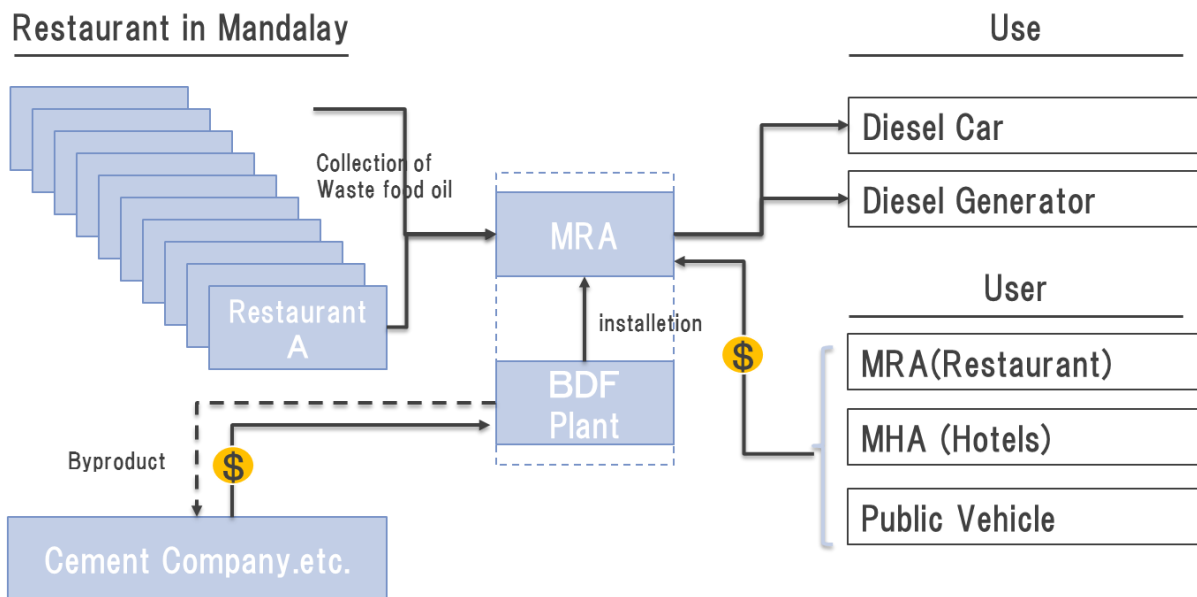 Restaurant in Mandalay
Restaurant
A
Collection of
Waste food oil
MRA
installetion
BDF
Plant
Byproduct
$
Cement Company.etc.
Use
Diesel Car
Diesel Generator
User
$
MRA(Restaurant)
MHA (Hotels)
Public Vehicle